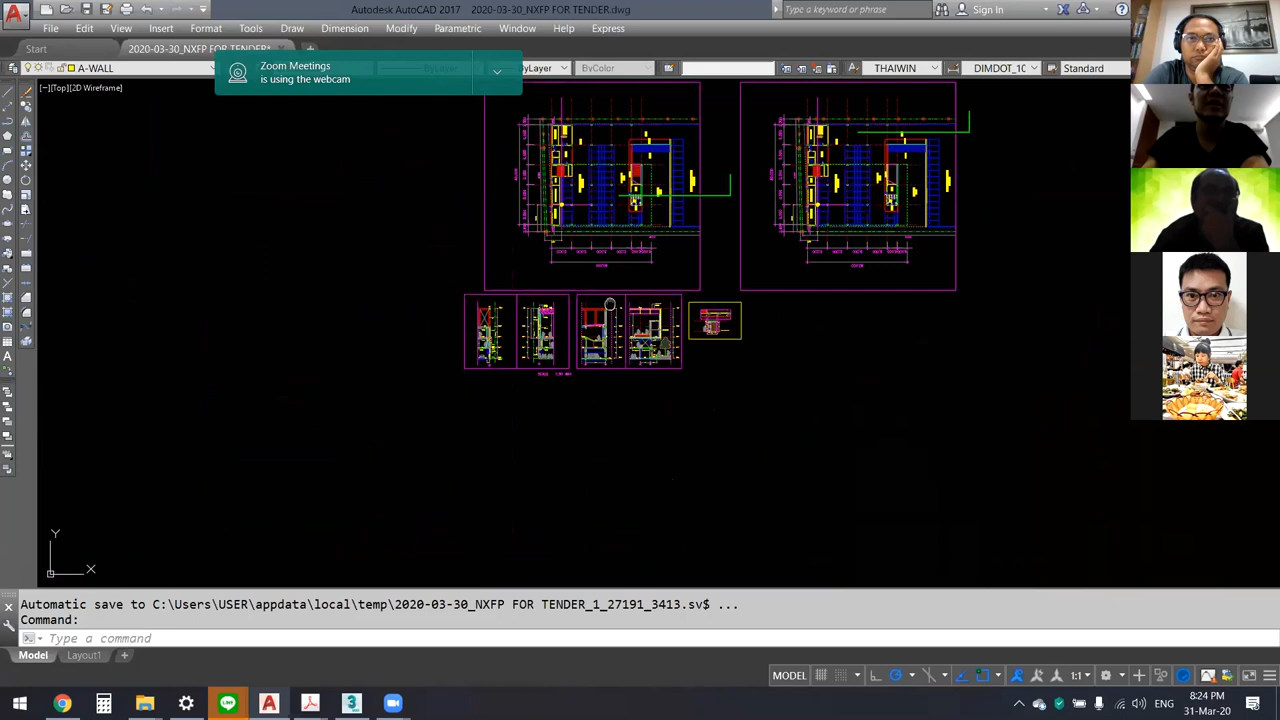 Autodesk AutoCAD 2017   2020-03-30_NXFP FOR TENDER.dwg
Type a keyword or phrase
Sign In
File Edit View Insert Format Tools Draw Dimension Modify Parametric Window Help Express
Start
2020-03-30_NXFP FOR TENDER*
A-WALL
Zoom Meetings
is using the webcam
ByLayer
ByLayer
ByColor
THAIWIN
DIMDOT_10
Standard
[−][Top][2D Wireframe]
Y
X
Automatic save to C:\Users\USER\appdata\local\temp\2020-03-30_NXFP FOR TENDER_1_27191_3413.sv$ ...
Command:
Type a command
Model
Layout1
MODEL
1:1
ENG
8:24 PM
31-Mar-20